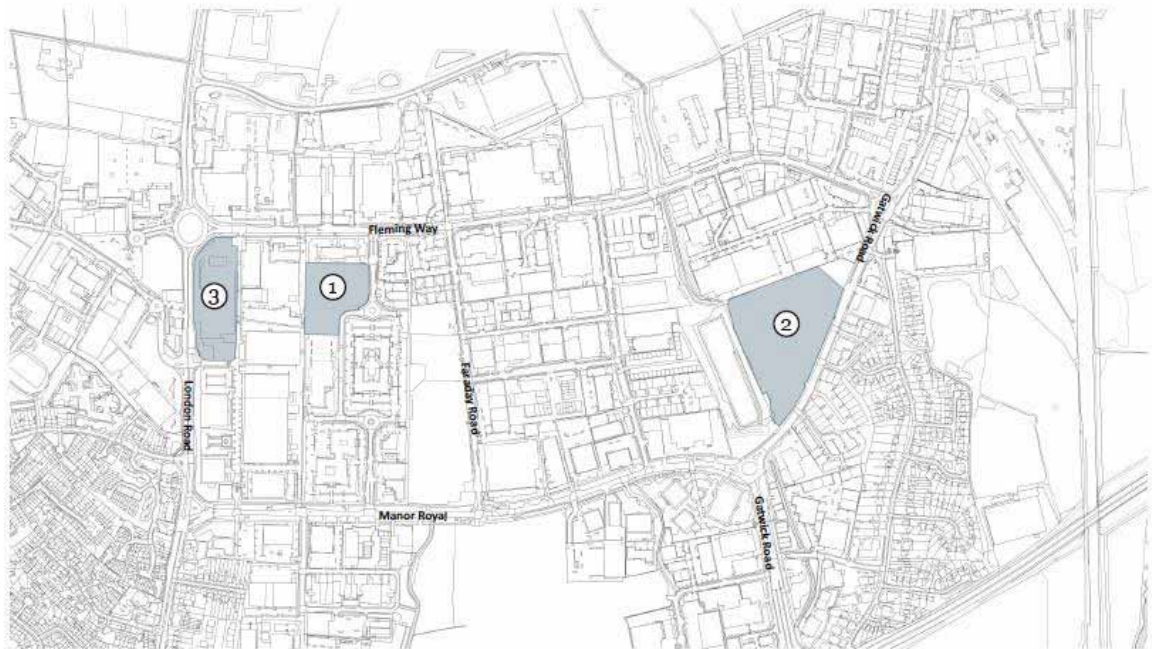 Gatwick Road
Fleming Way
1
3
2
London Road
Faraday Road
Manor Royal
Gatwick Road